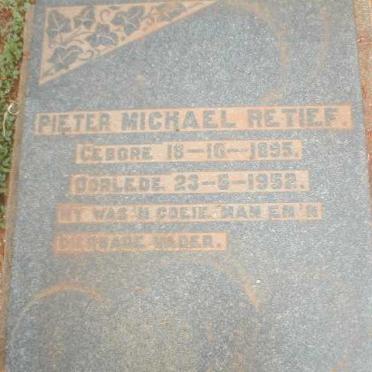 PIETER MICHAEL RETIEF.
GEBORE 18-10-1895.
OORLEDE 23-6-1952.
HY WAS 'N GOEIE MAN EN 'N
DIERBARE VADER.